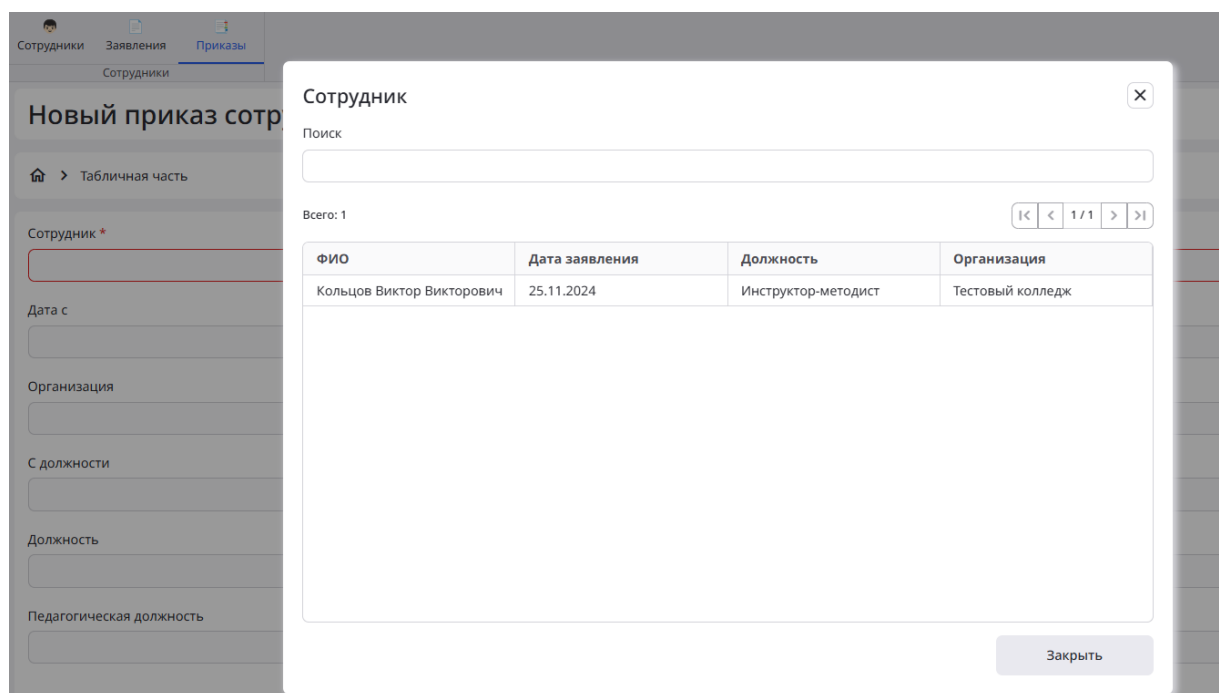 Сотрудники Заявления Приказы
Сотрудники
Новый приказ
Табличная часть
Сотрудник *
Дата с
Организация
С должности
Должность
Педагогическая должность
Сотрудник
Поиск
Всего: 1
1 / 1
ФИО Дата заявления Должность Организация
Кольцов Виктор Викторович 25.11.2024 Инструктор-методист Тестовый колледж
Закрыть